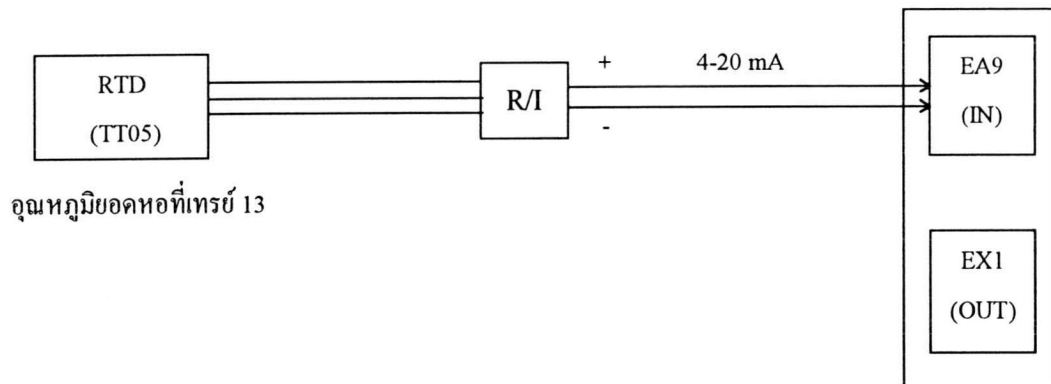 RTD
(TT05)
R/I
+
4-20 mA
-
EA9
(IN)
อุณหภูมิยอดหอที่เทรย์ 13
EX1
(OUT)